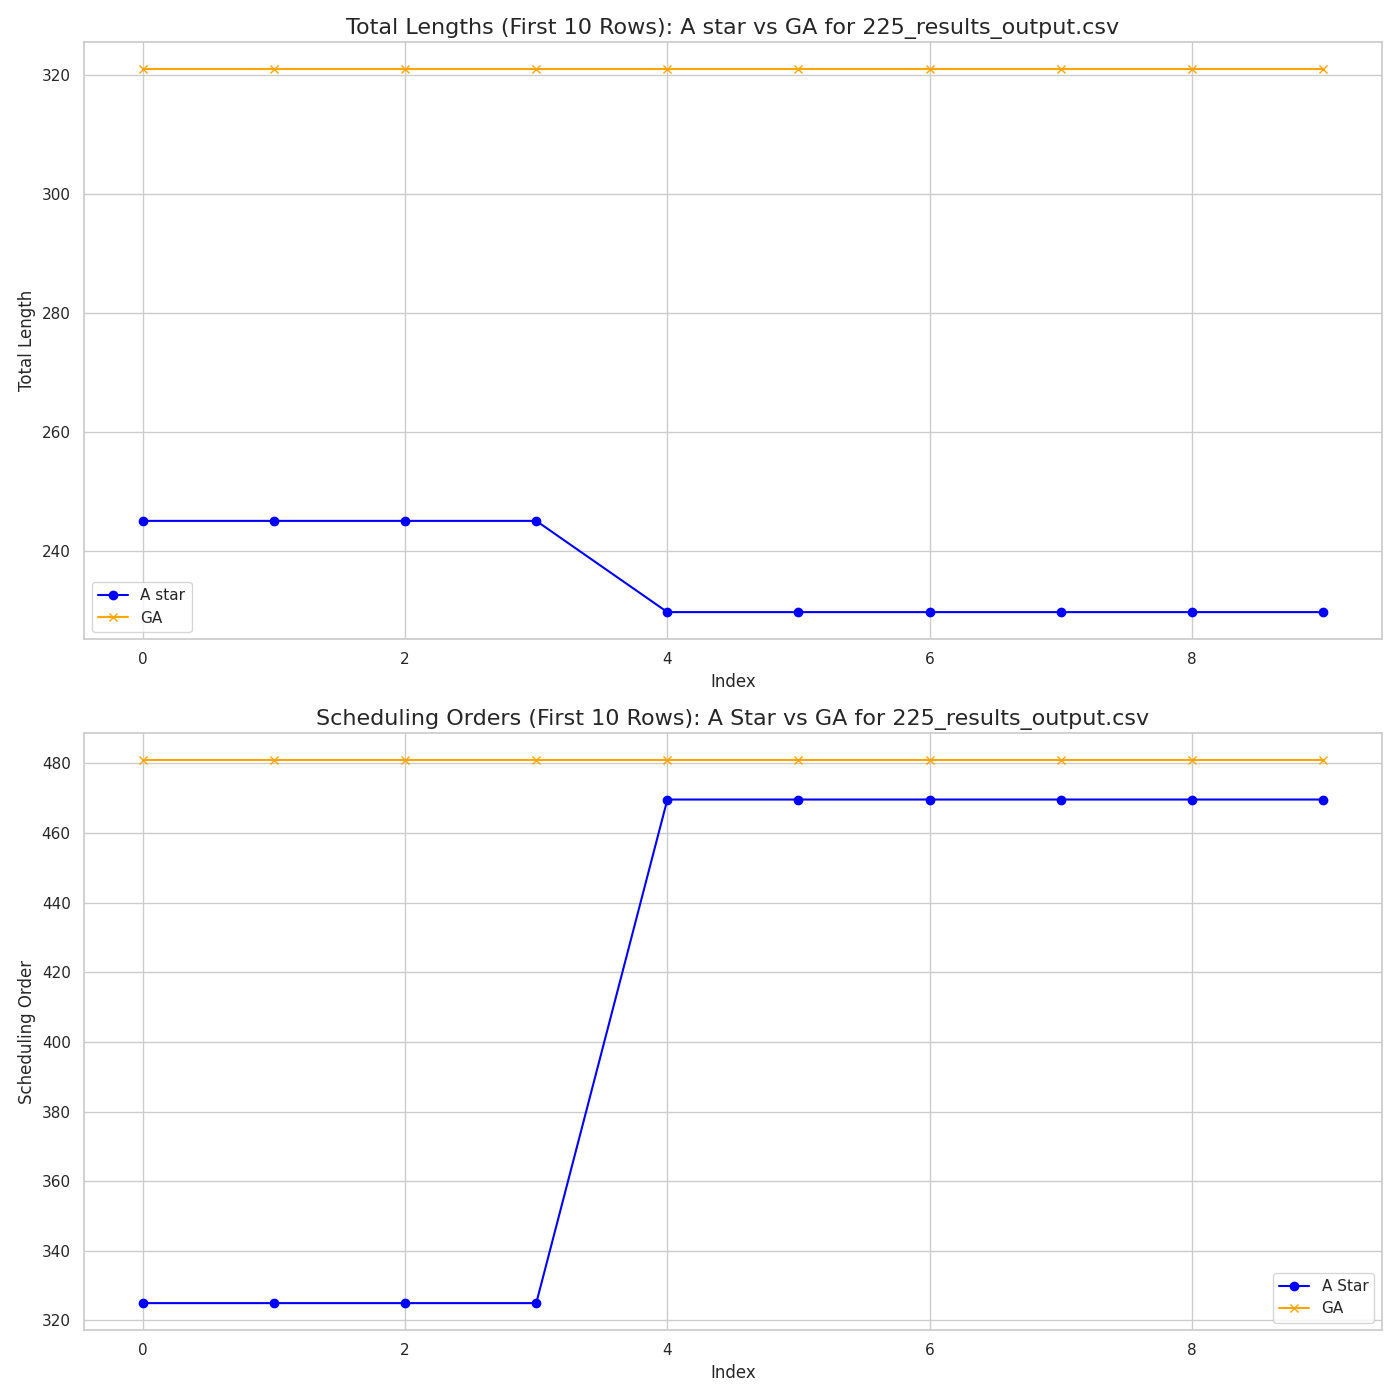 Total Lengths (First 10 Rows): A star vs GA for 225_results_output.csv
320
300
280
260
240
Total Length
A star
GA
0 2 4 6 8
Index
Scheduling Orders (First 10 Rows): A Star vs GA for 225_results_output.csv
480
460
440
420
400
380
360
340
320
Scheduling Order
A Star
GA
0 2 4 6 8
Index